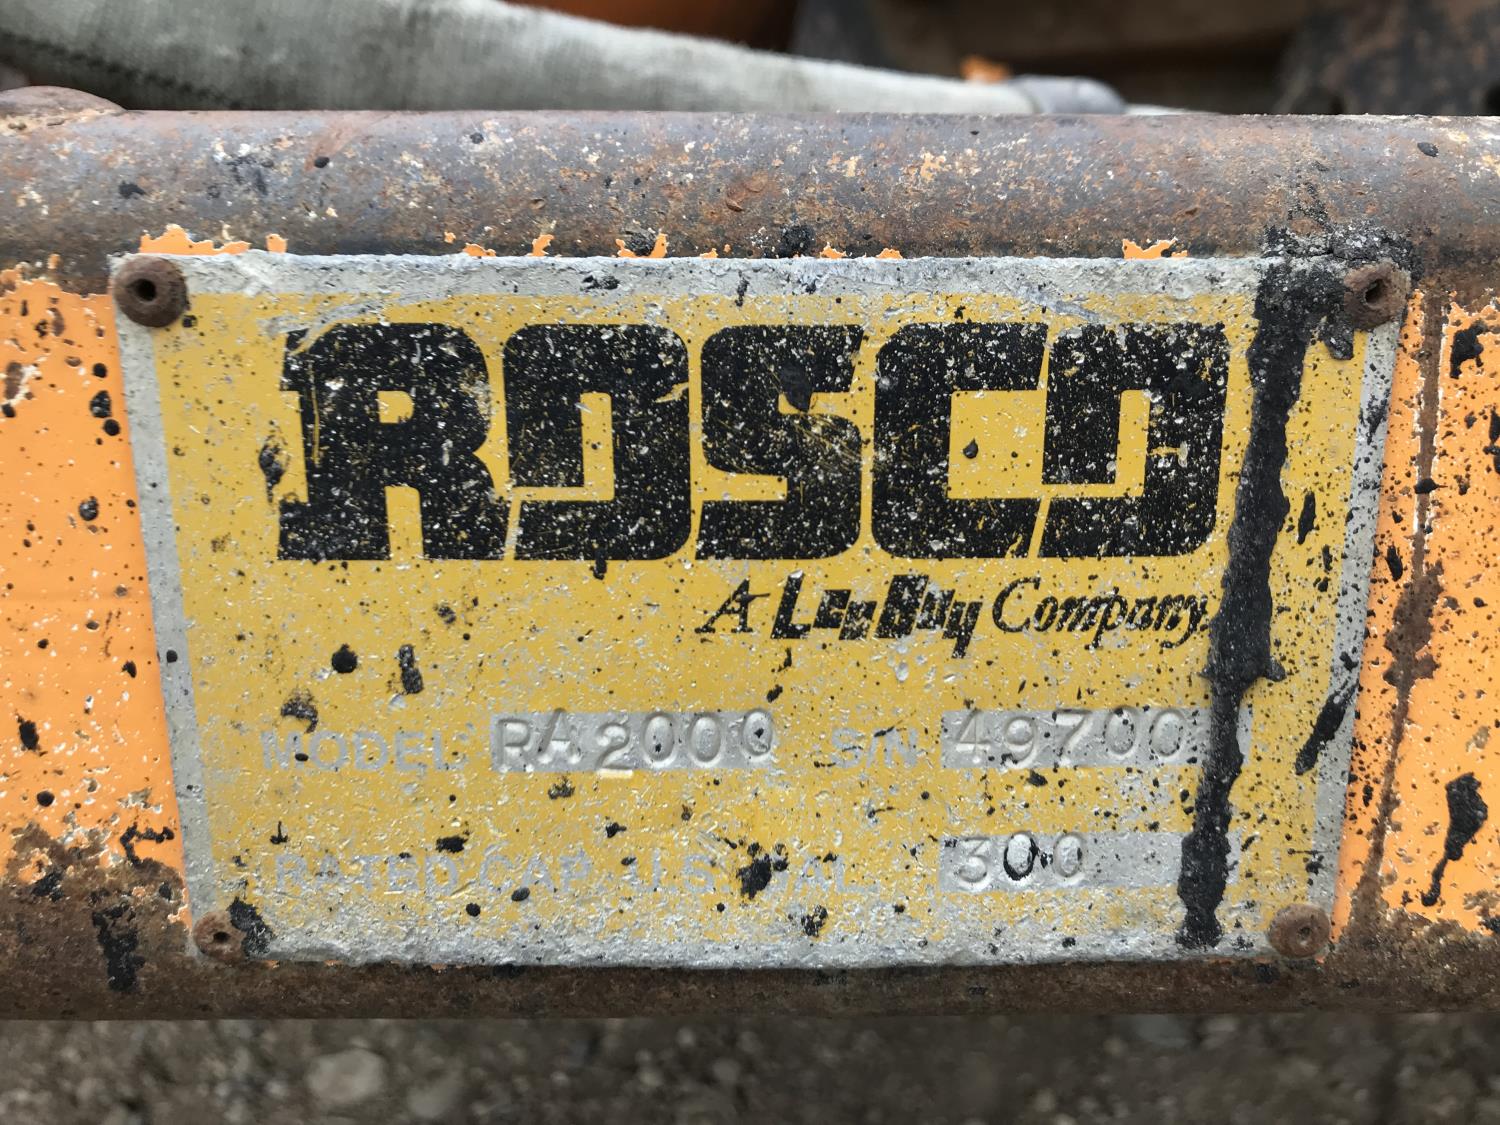 ROSCO
A LeeBoy Company
MODEL RA2000 S/N 49700
RATED CAP. U.S. GAL. 300